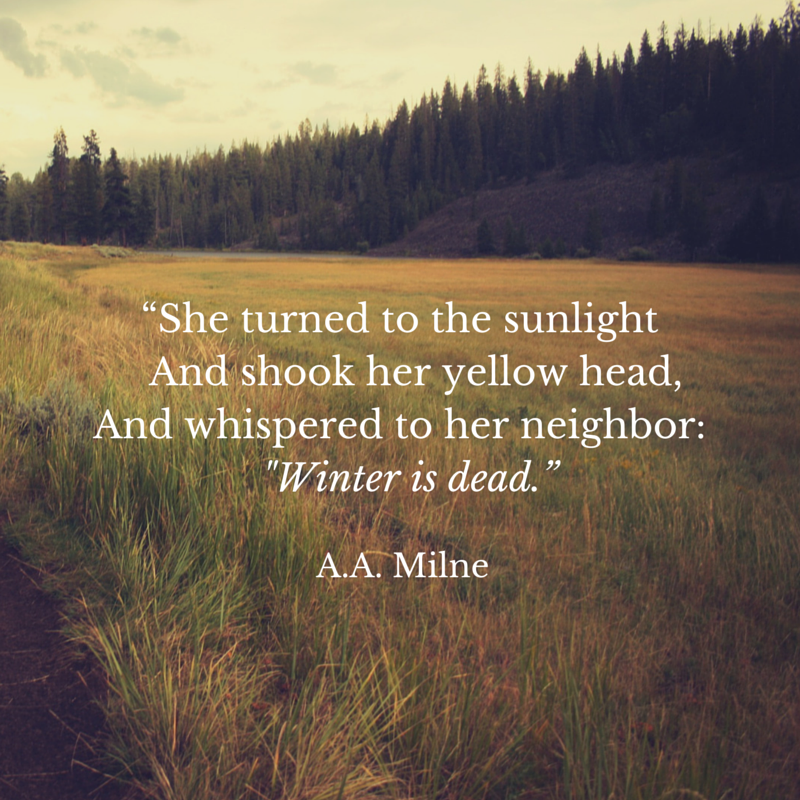 “She turned to the sunlight
And shook her yellow head,
And whispered to her neighbor:
"Winter is dead.”
A.A. Milne